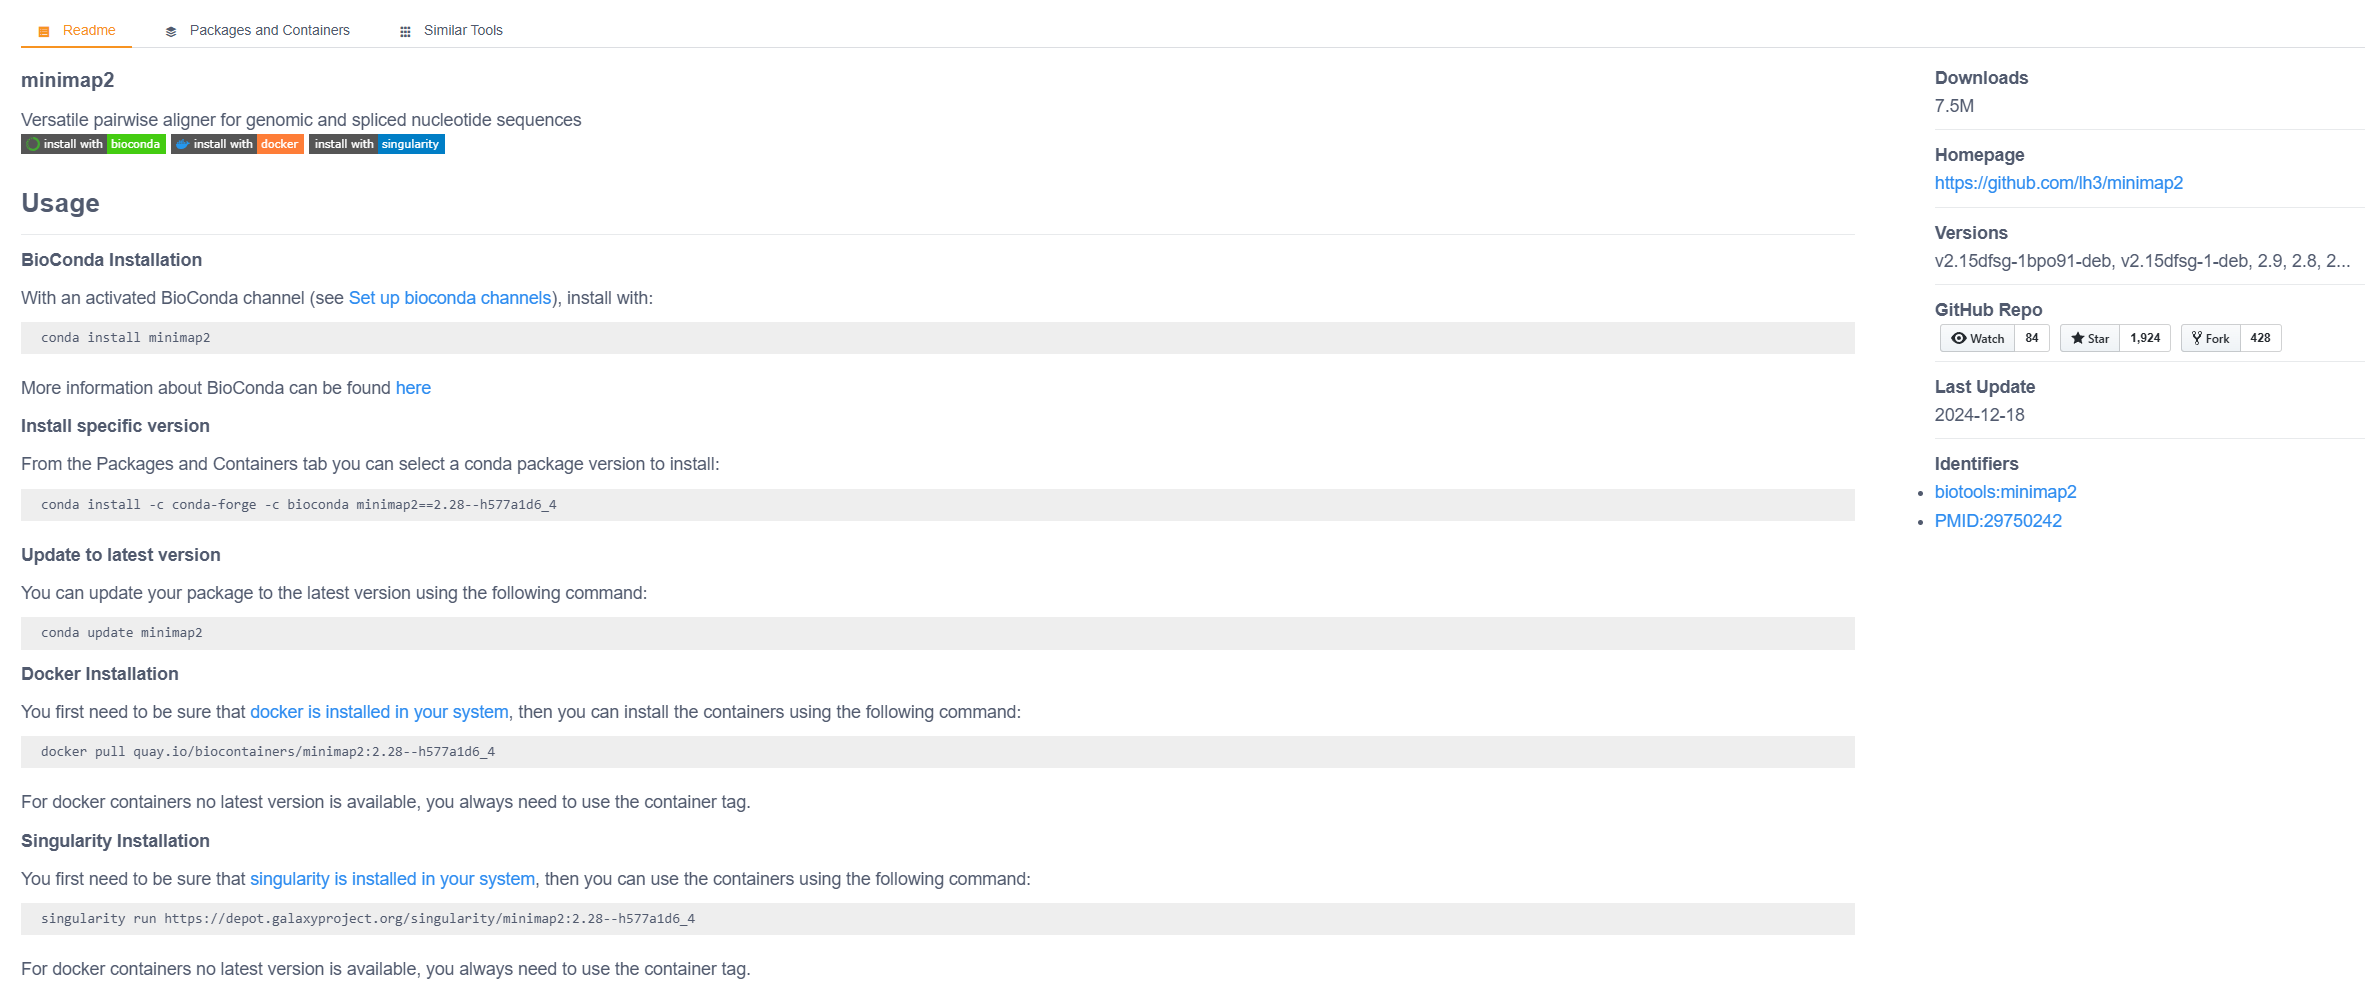 Readme
Packages and Containers
Similar Tools
minimap2
Versatile pairwise aligner for genomic and spliced nucleotide sequences
install with bioconda install with docker install with singularity
Usage
BioConda Installation
With an activated BioConda channel (see Set up bioconda channels), install with:
conda install minimap2
More information about BioConda can be found here
Install specific version
From the Packages and Containers tab you can select a conda package version to install:
conda install -c conda-forge -c bioconda minimap2==2.28--h577a1d6_4
Update to latest version
You can update your package to the latest version using the following command:
conda update minimap2
Docker Installation
You first need to be sure that docker is installed in your system, then you can install the containers using the following command:
docker pull quay.io/biocontainers/minimap2:2.28--h577a1d6_4
For docker containers no latest version is available, you always need to use the container tag.
Singularity Installation
You first need to be sure that singularity is installed in your system, then you can use the containers using the following command:
singularity run https://depot.galaxyproject.org/singularity/minimap2:2.28--h577a1d6_4
For docker containers no latest version is available, you always need to use the container tag.
Downloads
7.5M
Homepage
https://github.com/lh3/minimap2
Versions
v2.15dfsg-1bpo91-deb, v2.15dfsg-1-deb, 2.9, 2.8, 2...
GitHub Repo
Watch 84 Star 1,924 Fork 428
Last Update
2024-12-18
Identifiers
biotools:minimap2
PMID:29750242